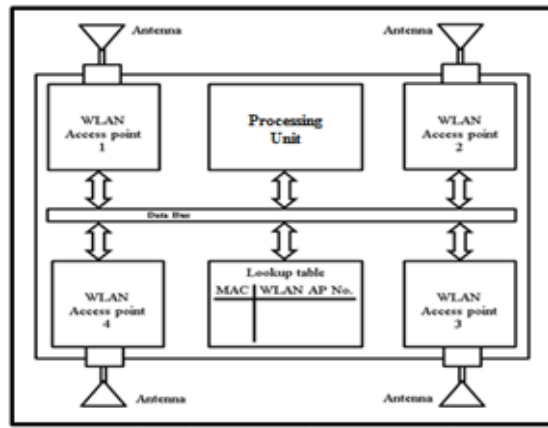 Antenna
Antenna
WLAN
Access point
1
Processing
Unit
WLAN
Access point
2
Data Bus
WLAN
Access point
4
Lookup table
MAC WLAN AP No.
WLAN
Access point
3
Antenna
Antenna